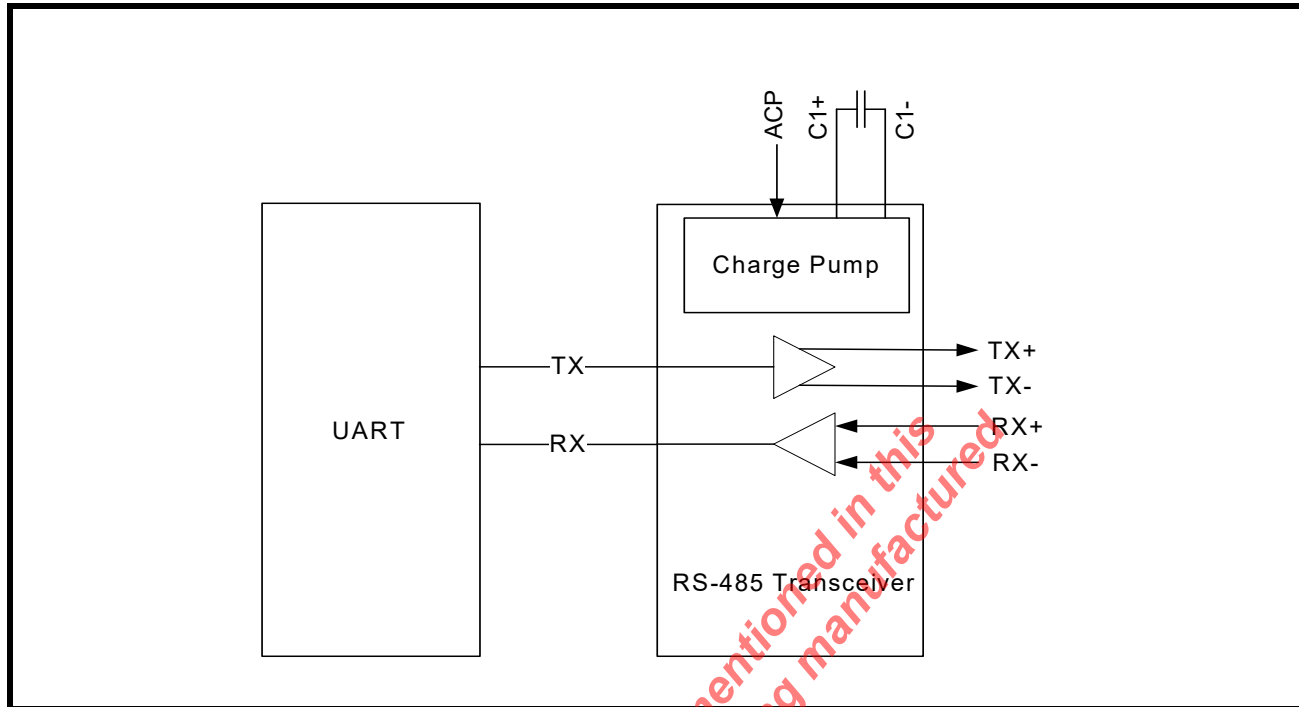 ACP
C1+
C1-
Charge Pump
TX
TX+
TX-
UART
RX
RX+
RX-
RS-485 Transceiver
mentioned in this
manufactured